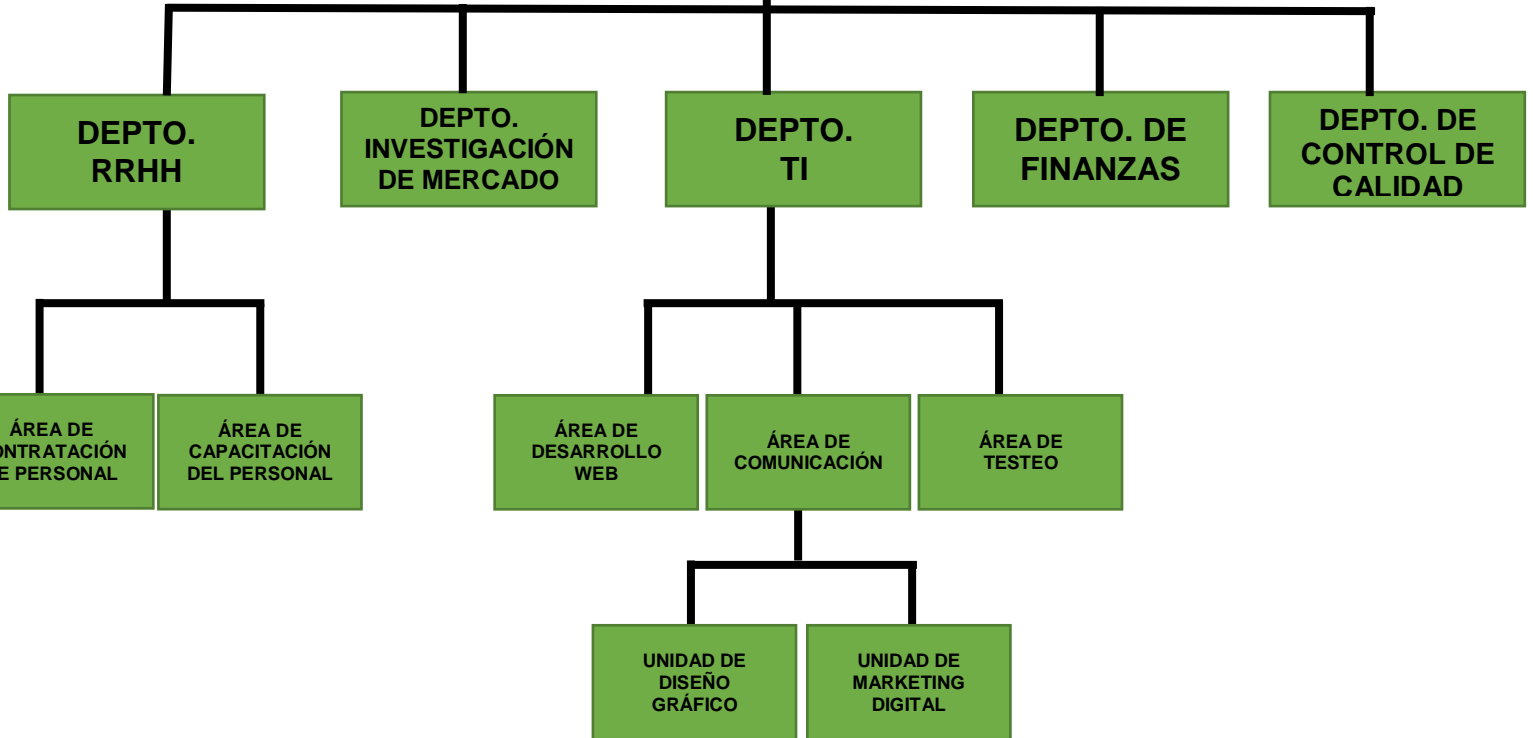 DEPTO.
RRHH
DEPTO.
INVESTIGACIÓN
DE MERCADO
DEPTO.
TI
DEPTO. DE
FINANZAS
DEPTO. DE
CONTROL DE
CALIDAD
ÁREA DE
ONTRATACIÓN
E PERSONAL
ÁREA DE
CAPACITACIÓN
DEL PERSONAL
ÁREA DE
DESARROLLO
WEB
ÁREA DE
COMUNICACIÓN
ÁREA DE
TESTEO
UNIDAD DE
DISEÑO
GRÁFICO
UNIDAD DE
MARKETING
DIGITAL